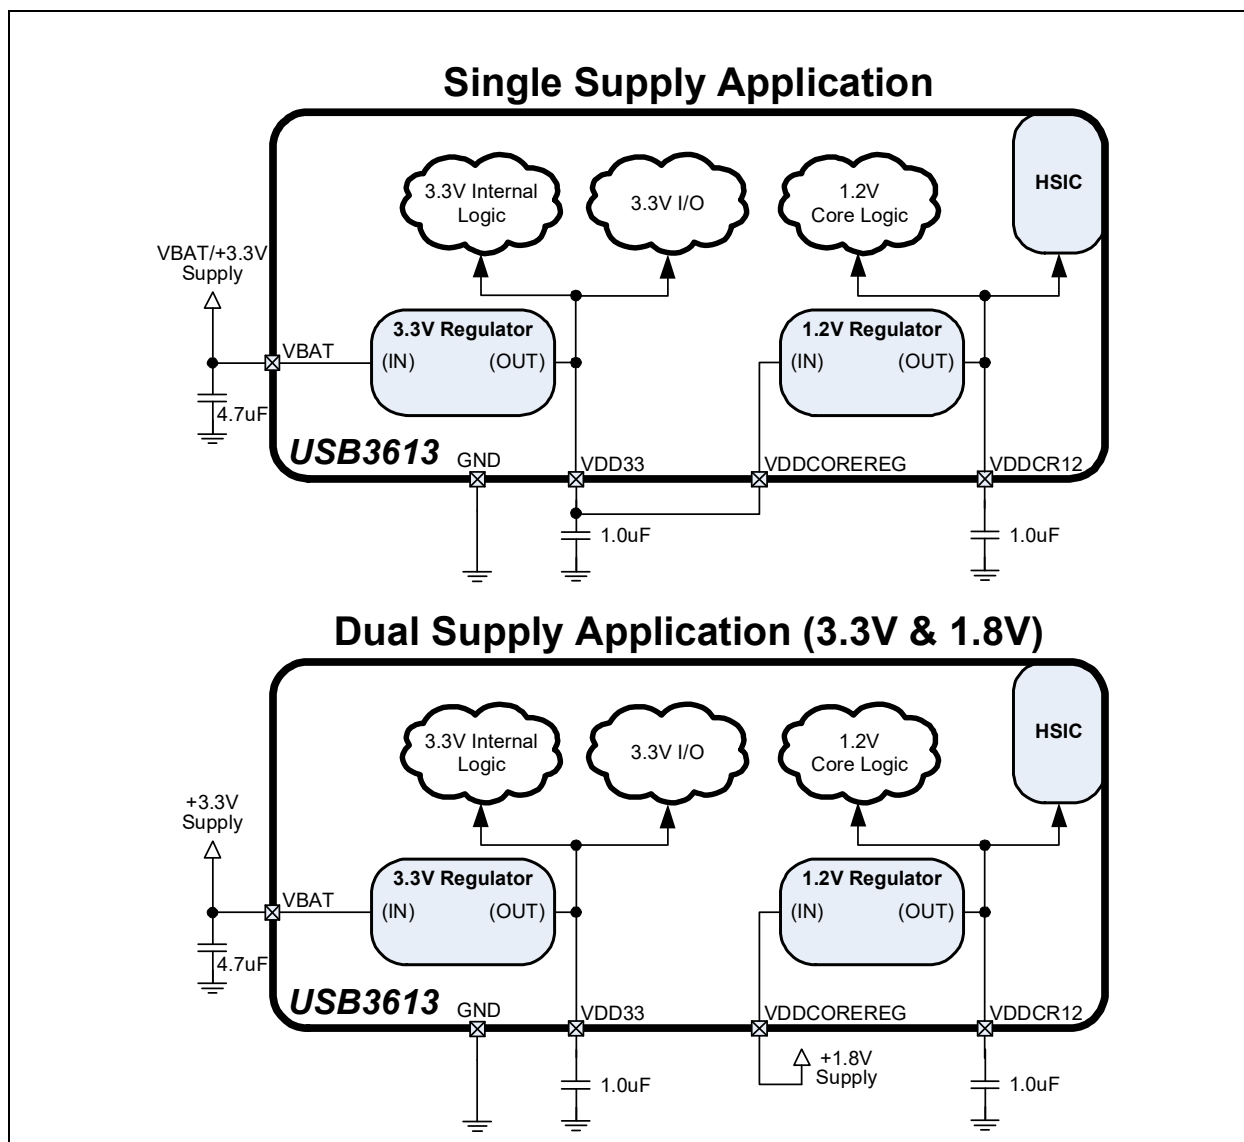 Single Supply Application
3.3V Internal
Logic
3.3V I/O
1.2V
Core Logic
HSIC
VBAT/+3.3V
Supply
VBAT
3.3V Regulator
(IN)
(OUT)
1.2V Regulator
(IN)
(OUT)
4.7uF
USB3613
GND
VDD33
VDDCOREREG
VDDCR12
1.0uF
1.0uF
Dual Supply Application (3.3V & 1.8V)
3.3V Internal
Logic
3.3V I/O
1.2V
Core Logic
HSIC
+3.3V
Supply
VBAT
3.3V Regulator
(IN)
(OUT)
1.2V Regulator
(IN)
(OUT)
4.7uF
USB3613
GND
VDD33
VDDCOREREG
VDDCR12
1.0uF
+1.8V
Supply
1.0uF